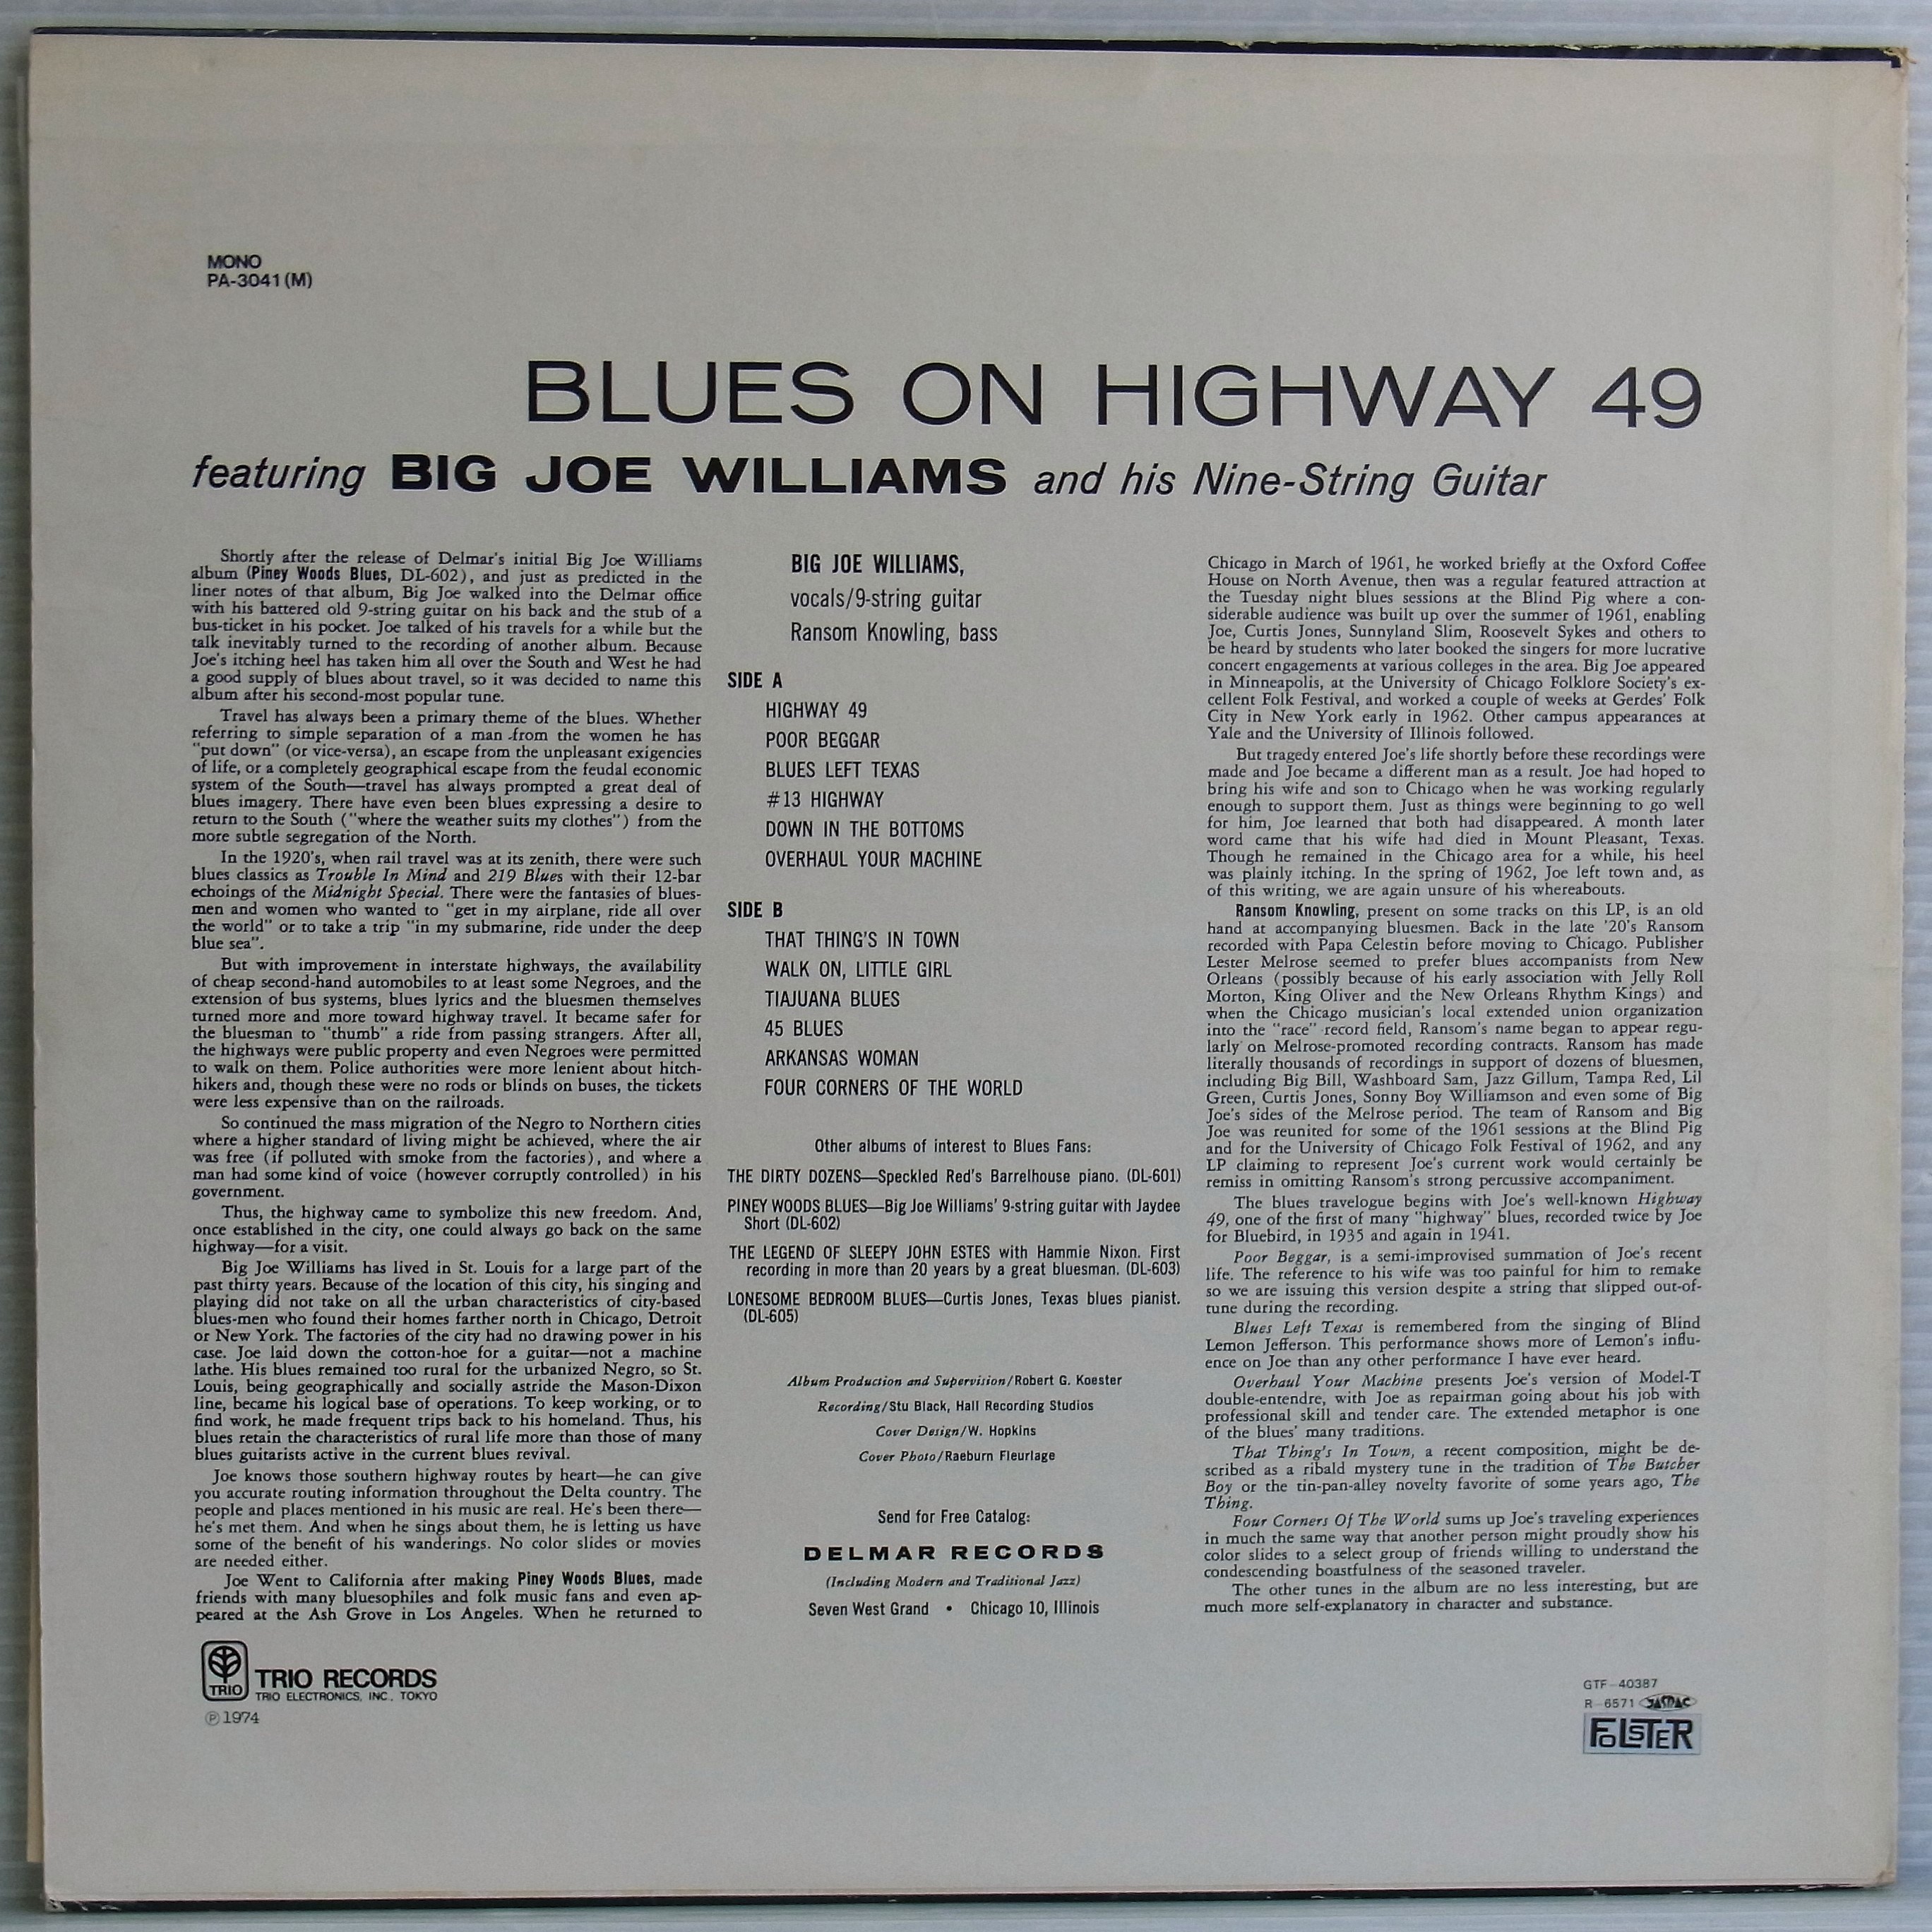 MONO
PA-3041(M)
BLUES ON HIGHWAY 49
featuring BIG JOE WILLIAMS and his Nine-String Guitar
Shortly after the release of Delmar's initial Big Joe Williams
album (Piney Woods Blues, DL-602), and just as predicted in the
liner notes of that album, Big Joe walked into the Delmar office
with his battered old 9-string guitar on his back and the stub of a
bus-ticket in his pocket. Joe talked of his travels for a while but the
talk inevitably turned to the recording of another album. Because
Joe's itching heel has taken him all over the South and West he had
a good supply of blues about travel, so it was decided to name this
album after his second-most popular tune.
Travel has always been a primary theme of the blues. Whether
referring to simple separation of a man from the women he has
"put down" (or vice-versa), an escape from the unpleasant exigencies
of life, or a completely geographical escape from the feudal economic
system of the South—travel has always prompted a great deal of
blues imagery. There have even been blues expressing a desire to
return to the South ("where the weather suits my clothes") from the
more subtle segregation of the North.
In the 1920's, when rail travel was at its zenith, there were such
blues classics as Trouble In Mind and 219 Blues with their 12-bar
echoings of the Midnight Special. There were the fantasies of blues-
men and women who wanted to "get in my airplane, ride all over
the world" or to take a trip "in my submarine, ride under the deep
blue sea".
But with improvement in interstate highways, the availability
of cheap second-hand automobiles to at least some Negroes, and the
extension of bus systems, blues lyrics and the bluesmen themselves
turned more and more toward highway travel. It became safer for
the bluesman to "thumb" a ride from passing strangers. After all,
the highways were public property and even Negroes were permitted
to walk on them. Police authorities were more lenient about hitch-
hikers and, though these were no rods or blinds on buses, the tickets
were less expensive than on the railroads.
So continued the mass migration of the Negro to Northern cities
where a higher standard of living might be achieved, where the air
was free (if polluted with smoke from the factories), and where a
man had some kind of voice (however corruptly controlled) in his
government.
Thus, the highway came to symbolize this new freedom. And,
once established in the city, one could always go back on the same
highway—for a visit.
Big Joe Williams has lived in St. Louis for a large part of the
past thirty years. Because of the location of this city, his singing and
playing did not take on all the urban characteristics of city-based
blues-men who found their homes farther north in Chicago, Detroit
or New York. The factories of the city had no drawing power in his
case. Joe laid down the cotton-hoe for a guitar—not a machine
lathe. His blues remained too rural for the urbanized Negro, so St.
Louis, being geographically and socially astride the Mason-Dixon
line, became his logical base of operations. To keep working, or to
find work, he made frequent trips back to his homeland. Thus, his
blues retain the characteristics of rural life more than those of many
blues guitarists active in the current blues revival.
Joe knows those southern highway routes by heart—he can give
you accurate routing information throughout the Delta country. The
people and places mentioned in his music are real. He's been there—
he's met them. And when he sings about them, he is letting us have
some of the benefit of his wanderings. No color slides or movies
are needed either.
Joe Went to California after making Piney Woods Blues, made
friends with many bluesophiles and folk music fans and even ap-
peared at the Ash Grove in Los Angeles. When he returned to
BIG JOE WILLIAMS,
vocals/9-string guitar
Ransom Knowling, bass
SIDE A
HIGHWAY 49
POOR BEGGAR
BLUES LEFT TEXAS
#13 HIGHWAY
DOWN IN THE BOTTOMS
OVERHAUL YOUR MACHINE
SIDE B
THAT THING'S IN TOWN
WALK ON, LITTLE GIRL
TIAJUANA BLUES
45 BLUES
ARKANSAS WOMAN
FOUR CORNERS OF THE WORLD
Other albums of interest to Blues Fans:
THE DIRTY DOZENS—Speckled Red's Barrelhouse piano. (DL-601)
PINEY WOODS BLUES—Big Joe Williams' 9-string guitar with Jaydee
Short (DL-602)
THE LEGEND OF SLEEPY JOHN ESTES with Hammie Nixon. First
recording in more than 20 years by a great bluesman. (DL-603)
LONESOME BEDROOM BLUES—Curtis Jones, Texas blues pianist.
(DL-605)
Album Production and Supervision/Robert G. Koester
Recording/Stu Black, Hall Recording Studios
Cover Design/W. Hopkins
Cover Photo/Raeburn Flerlage
Send for Free Catalog:
DELMAR RECORDS
(Including Modern and Traditional Jazz)
Seven West Grand • Chicago 10, Illinois
Chicago in March of 1961, he worked briefly at the Oxford Coffee
House on North Avenue, then was a regular featured attraction at
the Tuesday night blues sessions at the Blind Pig where a con-
siderable audience was built up over the summer of 1961, enabling
Joe, Curtis Jones, Sunnyland Slim, Roosevelt Sykes and others to
be heard by students who later booked the singers for more lucrative
concert engagements at various colleges in the area. Big Joe appeared
in Minneapolis, at the University of Chicago Folklore Society's ex-
cellent Folk Festival, and worked a couple of weeks at Gerdes' Folk
City in New York early in 1962. Other campus appearances at
Yale and the University of Illinois followed.
But tragedy entered Joe's life shortly before these recordings were
made and Joe became a different man as a result. Joe had hoped to
bring his wife and son to Chicago when he was working regularly
enough to support them. Just as things were beginning to go well
for him, Joe learned that both had disappeared. A month later
word came that his wife had died in Mount Pleasant, Texas.
Though he remained in the Chicago area for a while, his heel
was plainly itching. In the spring of 1962, Joe left town and, as
of this writing, we are again unsure of his whereabouts.
Ransom Knowling, present on some tracks on this LP, is an old
hand at accompanying bluesmen. Back in the late '20's Ransom
recorded with Papa Celestin before moving to Chicago. Publisher
Lester Melrose seemed to prefer blues accompanists from New
Orleans (possibly because of his early association with Jelly Roll
Morton, King Oliver and the New Orleans Rhythm Kings) and
when the Chicago musician's local extended union organization
into the "race" record field, Ransom's name began to appear regu-
larly on Melrose-promoted recording contracts. Ransom has made
literally thousands of recordings in support of dozens of bluesmen,
including Big Bill, Washboard Sam, Jazz Gillum, Tampa Red, Lil
Green, Curtis Jones, Sonny Boy Williamson and even some of Big
Joe's sides of the Melrose period. The team of Ransom and Big
Joe was reunited for some of the 1961 sessions at the Blind Pig
and for the University of Chicago Folk Festival of 1962, and any
LP claiming to represent Joe's current work would certainly be
remiss in omitting Ransom's strong percussive accompaniment.
The blues travelogue begins with Joe's well-known Highway
49, one of the first of many "highway" blues, recorded twice by Joe
for Bluebird, in 1935 and again in 1941.
Poor Beggar, is a semi-improvised summation of Joe's recent
life. The reference to his wife was too painful for him to remake
so we are issuing this version despite a string that slipped out-of-
tune during the recording.
Blues Left Texas is remembered from the singing of Blind
Lemon Jefferson. This performance shows more of Lemon's influ-
ence on Joe than any other performance I have ever heard.
Overhaul Your Machine presents Joe's version of Model-T
double-entendre, with Joe as repairman going about his job with
professional skill and tender care. The extended metaphor is one
of the blues' many traditions.
That Thing's In Town, a recent composition, might be de-
scribed as a ribald mystery tune in the tradition of The Butcher
Boy or the tin-pan-alley novelty favorite of some years ago, The
Thing.
Four Corners Of The World sums up Joe's traveling experiences
in much the same way that another person might proudly show his
color slides to a select group of friends willing to understand the
condescending boastfulness of the seasoned traveler.
The other tunes in the album are no less interesting, but are
much more self-explanatory in character and substance.
TRIO
TRIO RECORDS
TRIO ELECTRONICS, INC., TOKYO
Ⓟ1974
GTF-40387
R-6571 JASRAC
FOLSTER